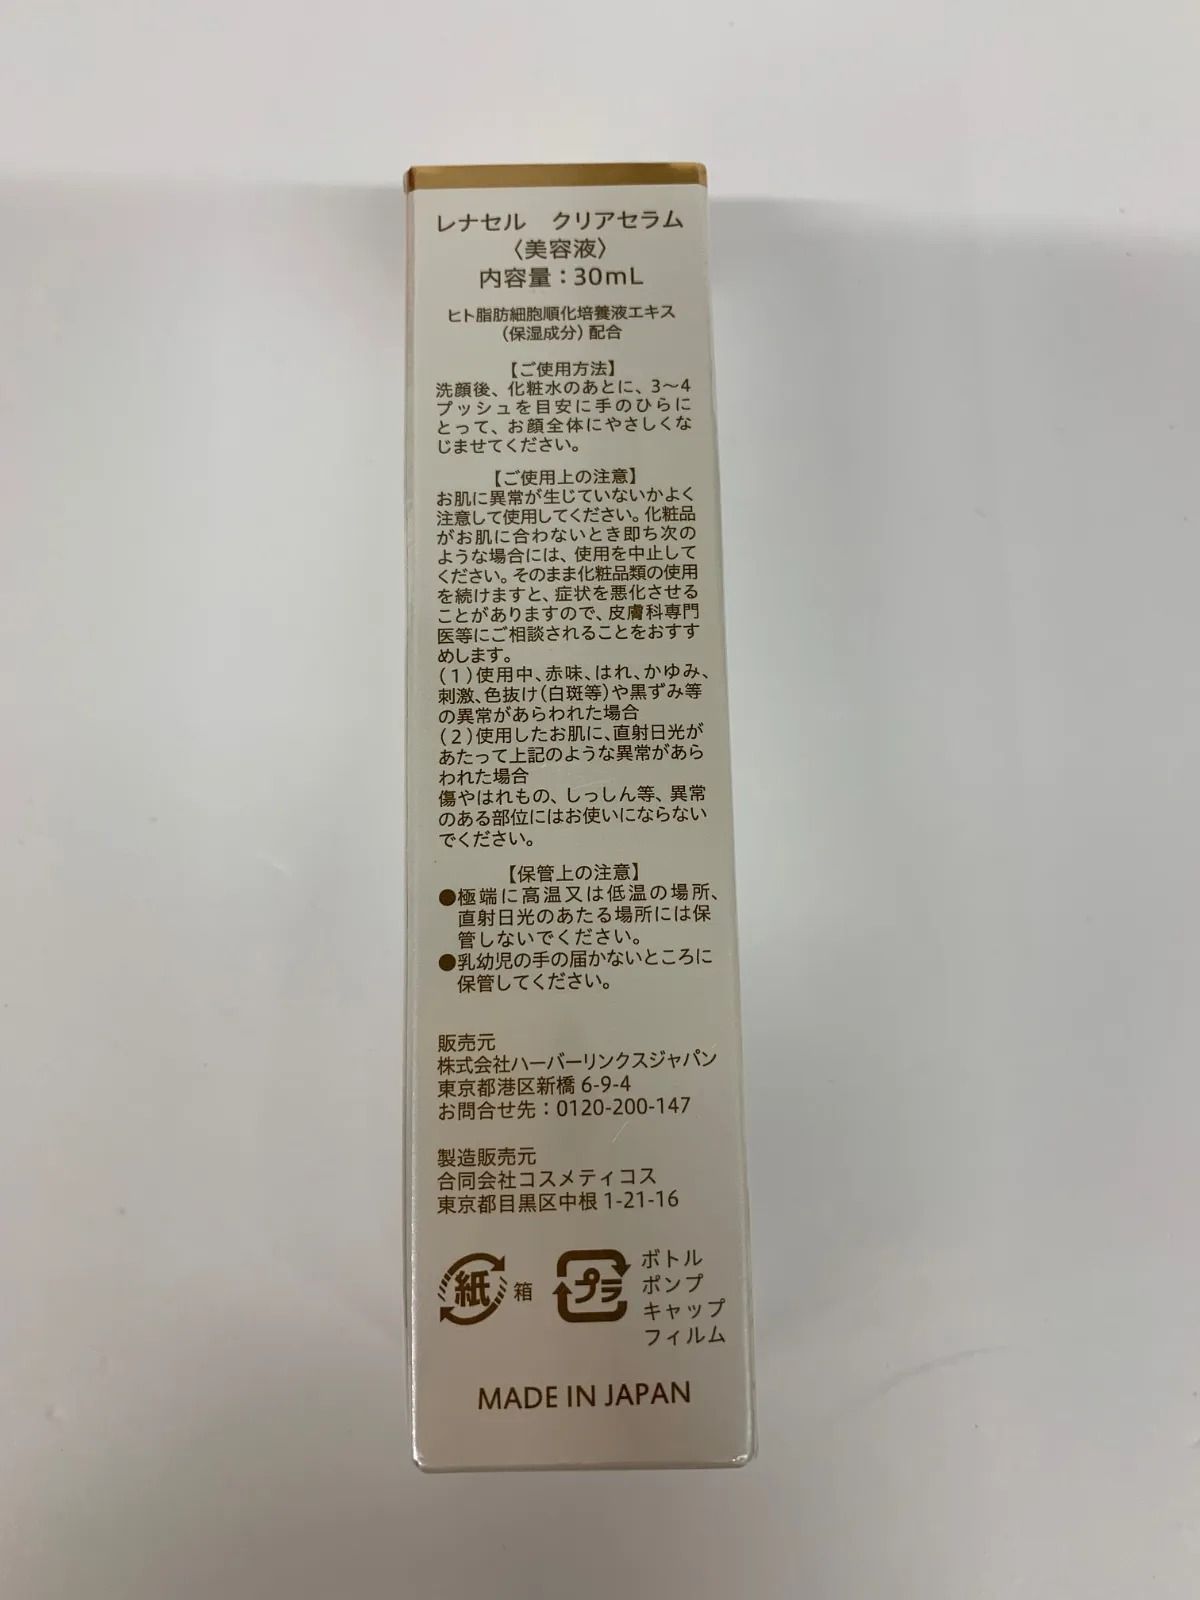 レナセル　クリアセラム
〈美容液〉
内容量：30mL
ヒト脂肪細胞順化培養液エキス
（保湿成分）配合
【ご使用方法】
洗顔後、化粧水のあとに、3～4
プッシュを目安に手のひらに
とって、お顔全体にやさしくな
じませてください。
【ご使用上の注意】
お肌に異常が生じていないかよく
注意して使用してください。化粧品
がお肌に合わないとき即ち次の
ような場合には、使用を中止して
ください。そのまま化粧品類の使用
を続けますと、症状を悪化させる
ことがありますので、皮膚科専門
医等にご相談されることをおすす
めします。
（1）使用中、赤味、はれ、かゆみ、
刺激、色抜け（白斑等）や黒ずみ等
の異常があらわれた場合
（2）使用したお肌に、直射日光が
あたって上記のような異常があら
われた場合
傷やはれもの、しっしん等、異常
のある部位にはお使いにならない
でください。
【保管上の注意】
●極端に高温又は低温の場所、
直射日光のあたる場所には保
管しないでください。
●乳幼児の手の届かないところに
保管してください。
販売元
株式会社ハーバーリンクスジャパン
東京都港区新橋 6-9-4
お問合せ先：0120-200-147
製造販売元
合同会社コスメティコス
東京都目黒区中根 1-21-16
紙 箱
プラ ボトル
ポンプ
キャップ
フィルム
MADE IN JAPAN